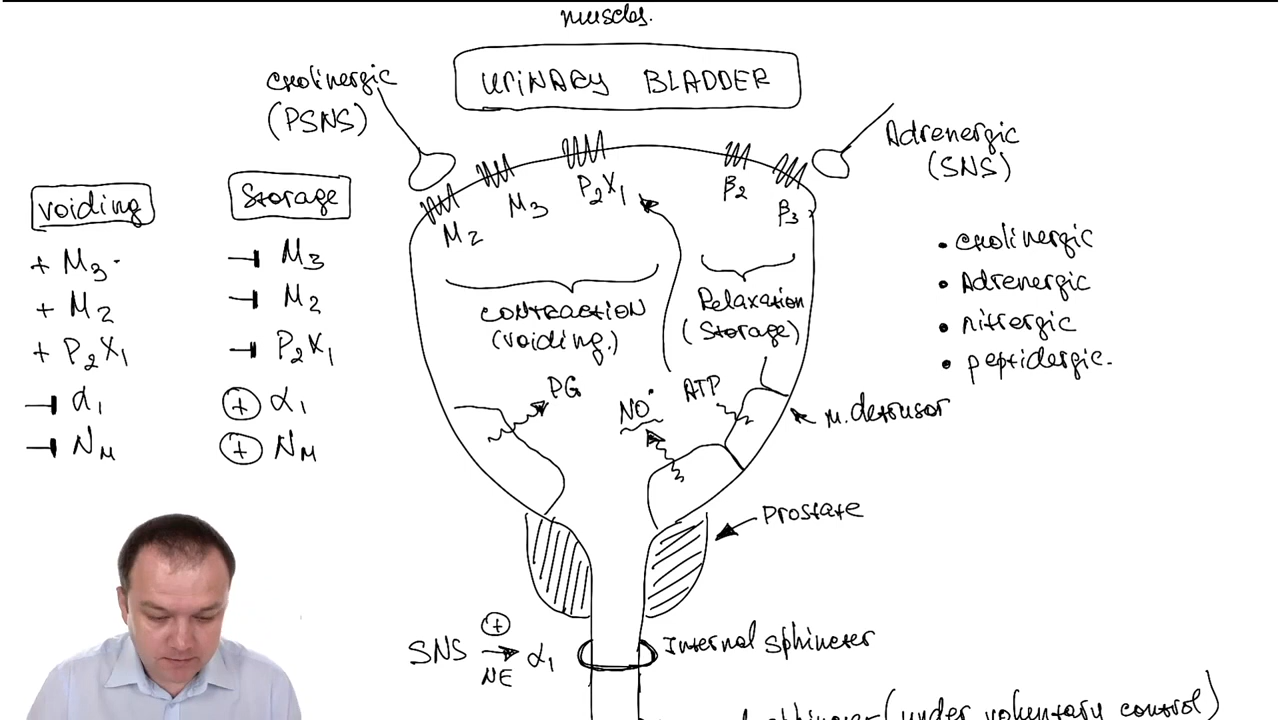 muscles.
URINARY BLADDER
Cholinergic
(PSNS)
Adrenergic
(SNS)
Voiding
+ M3
+ M2
+ P2X1
⊣ α1
⊣ NM
Storage
⊣ M3
⊣ M2
⊣ P2X1
⊕ α1
⊕ NM
M2
M3
P2X1
β2
β3
CONTRACTION
(voiding.)
Relaxation
(Storage)
• cholinergic
• Adrenergic
• nitrergic
• peptidergic.
PG
NO•
ATP
M. detrusor
Prostate
SNS ⊕ → NE α1
Internal sphincter
(under voluntary control)